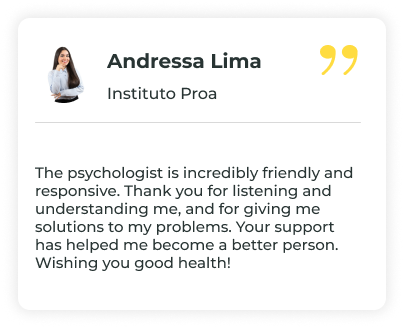 Andressa Lima
Instituto Proa
The psychologist is incredibly friendly and
responsive. Thank you for listening and
understanding me, and for giving me
solutions to my problems. Your support
has helped me become a better person.
Wishing you good health!